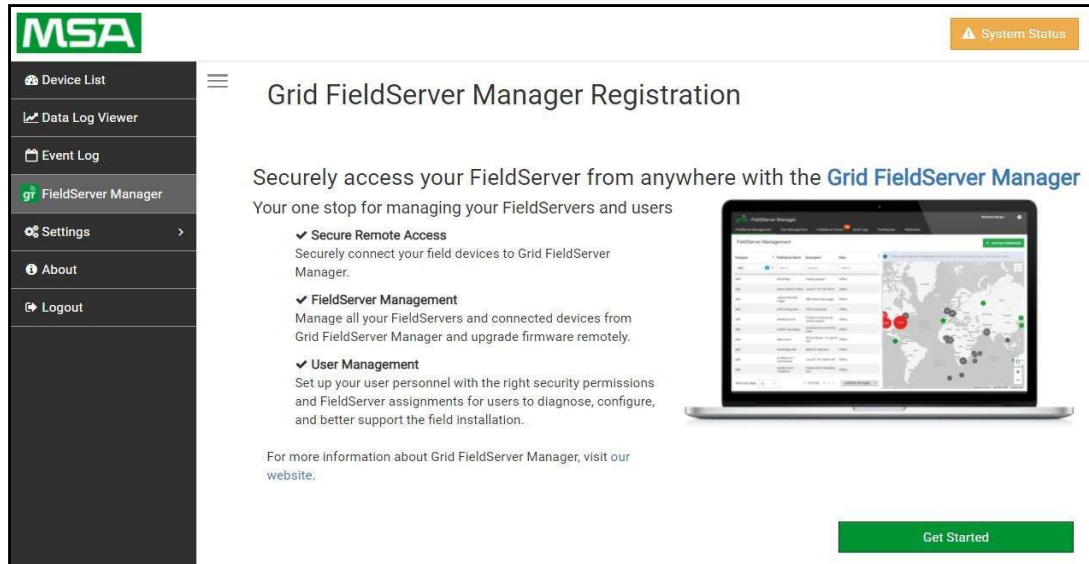 MSA
System Status
Device List
Data Log Viewer
Event Log
FieldServer Manager
Settings
About
Logout
Grid FieldServer Manager Registration
Securely access your FieldServer from anywhere with the Grid FieldServer Manager
Your one stop for managing your FieldServers and users
Secure Remote Access
Securely connect your field devices to Grid FieldServer
Manager.
FieldServer Management
Manage all your FieldServers and connected devices from
Grid FieldServer Manager and upgrade firmware remotely.
User Management
Set up your user personnel with the right security permissions
and FieldServer assignments for users to diagnose, configure,
and better support the field installation.
For more information about Grid FieldServer Manager, visit our
website.
FieldServer Manager
FieldServer Management
Get Started